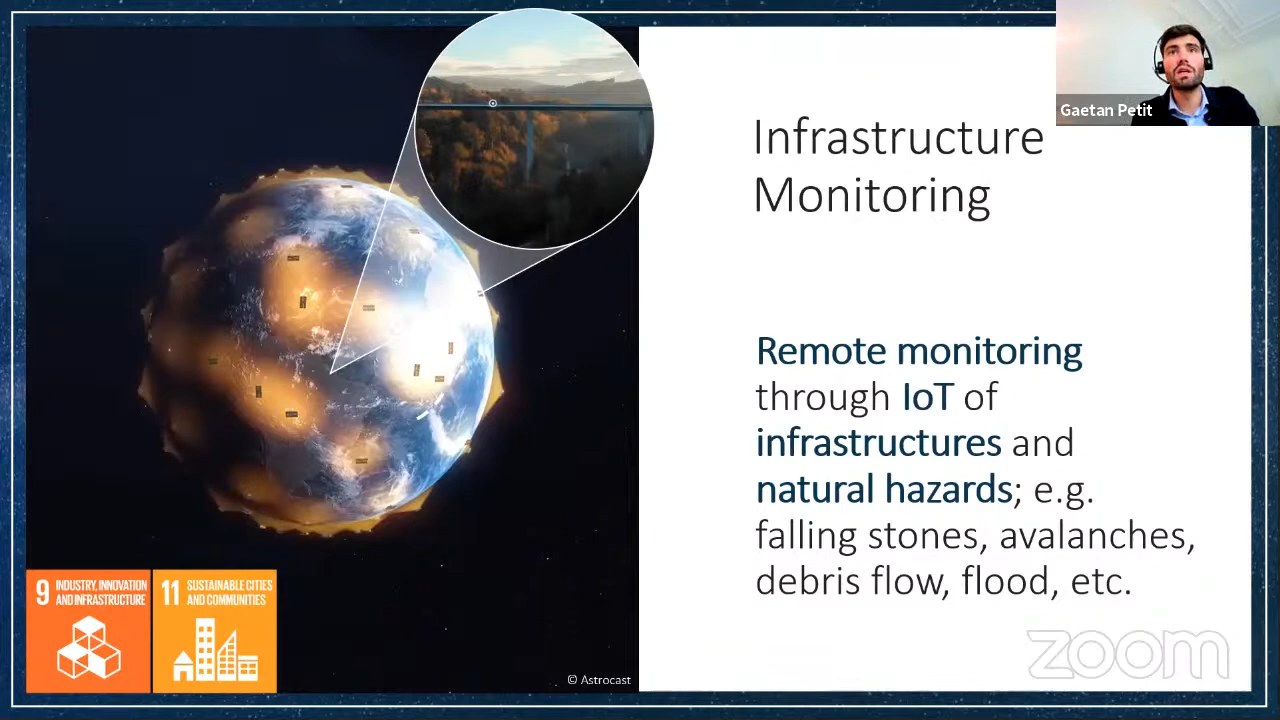 Gaetan Petit
Infrastructure
Monitoring
Remote monitoring
through IoT of
infrastructures and
natural hazards; e.g.
falling stones, avalanches,
debris flow, flood, etc.
9 INDUSTRY, INNOVATION
AND INFRASTRUCTURE
11 SUSTAINABLE CITIES
AND COMMUNITIES
© Astrocast
zoom